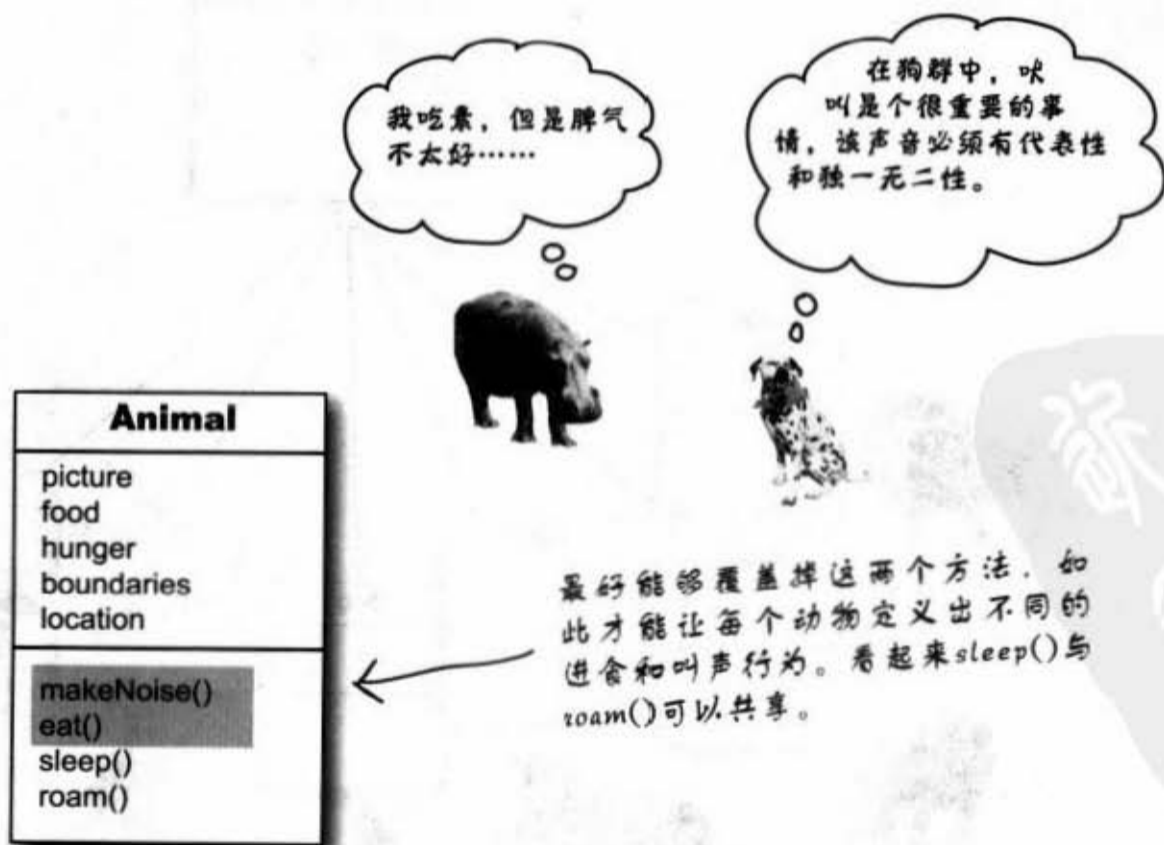 我吃素，但是脾气
不太好……
在狗群中，吠
叫是个很重要的事
情，该声音必须有代表性
和独一无二性。
Animal
picture
food
hunger
boundaries
location
makeNoise()
eat()
sleep()
roam()
最好能够覆盖掉这两个方法，如
此才能让每个动物定义出不同的
进食和叫声行为。看起来sleep()与
roam()可以共享。